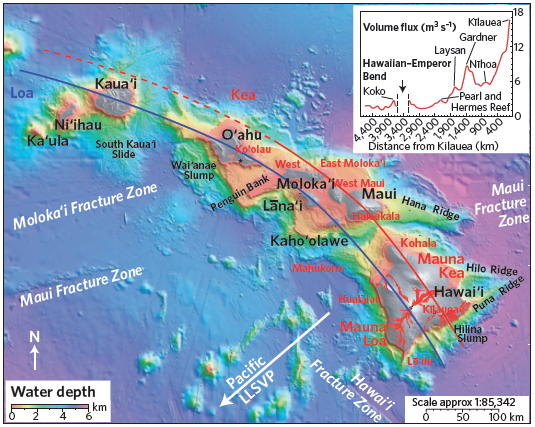 Volume flux (m³ s⁻¹)
18
12
6
0
Kīlauea
Gardner
Laysan
Nīhoa
Hawaiian–Emperor
Bend
Koko
Pearl and
Hermes Reef
4,400
3,900
3,400
2,900
2,400
1,900
1,400
900
400
Distance from Kīlauea (km)
Loa
Kaua‘i
Kea
Ni‘ihau
Ka‘ula
South Kaua‘i
Slide
O‘ahu
Ko‘olau
Wai‘anae
Slump
West
East Moloka‘i
Penguin Bank
Moloka‘i
West Maui
Maui
Hana Ridge
Maui
Fracture
Zone
Lāna‘i
Haleakala
Moloka‘i Fracture Zone
Kaho‘olawe
Kohala
Mauna
Kea
Mahukona
Hilo Ridge
Maui Fracture Zone
Hualalai
Hawai‘i
Puna Ridge
Kīlauea
Mauna
Loa
Hilina
Slump
Lō‘ihi
N
Pacific
LLSVP
Hawai‘i
Fracture Zone
Water depth
km
0 2 4 6
Scale approx 1:85,342
0 50 100 km